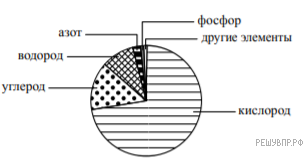 фосфор
азот
другие элементы
водород
углерод
кислород
РЕШУВПР.РФ